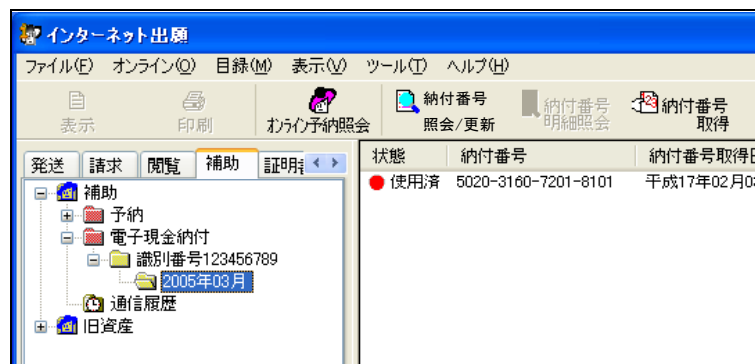 インターネット出願
ファイル(F) オンライン(O) 目録(M) 表示(V) ツール(T) ヘルプ(H)
表示 印刷 オンライン予納照会 納付番号 照会/更新 納付番号 明細照会 納付番号 取得
発送 請求 閲覧 補助 証明
状態 納付番号 納付番号取得
使用済 5020-3160-7201-8101 平成17年02月0
補助
予納
電子現金納付
識別番号123456789
2005年03月
通信履歴
旧資産